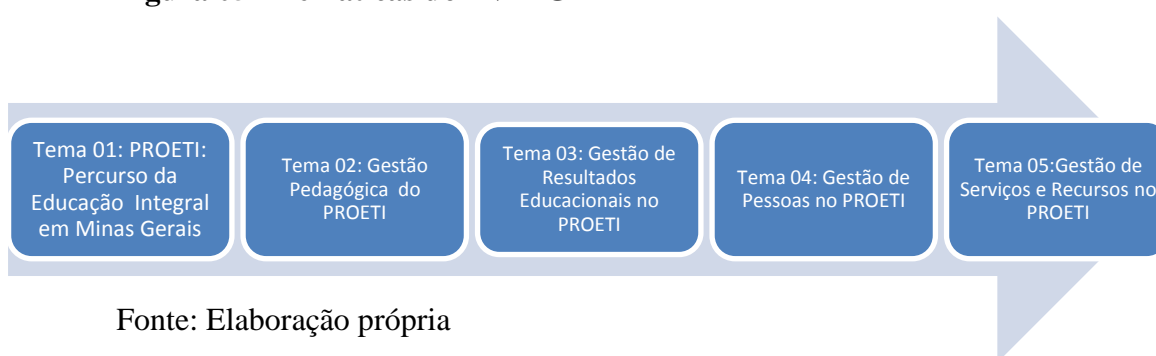 Tema 01: PROETI:
Percurso da
Educação Integral
em Minas Gerais
Tema 02: Gestão
Pedagógica do
PROETI
Tema 03: Gestão de
Resultados
Educacionais no
PROETI
Tema 04: Gestão de
Pessoas no PROETI
Tema 05:Gestão de
Serviços e Recursos no
PROETI
Fonte: Elaboração própria